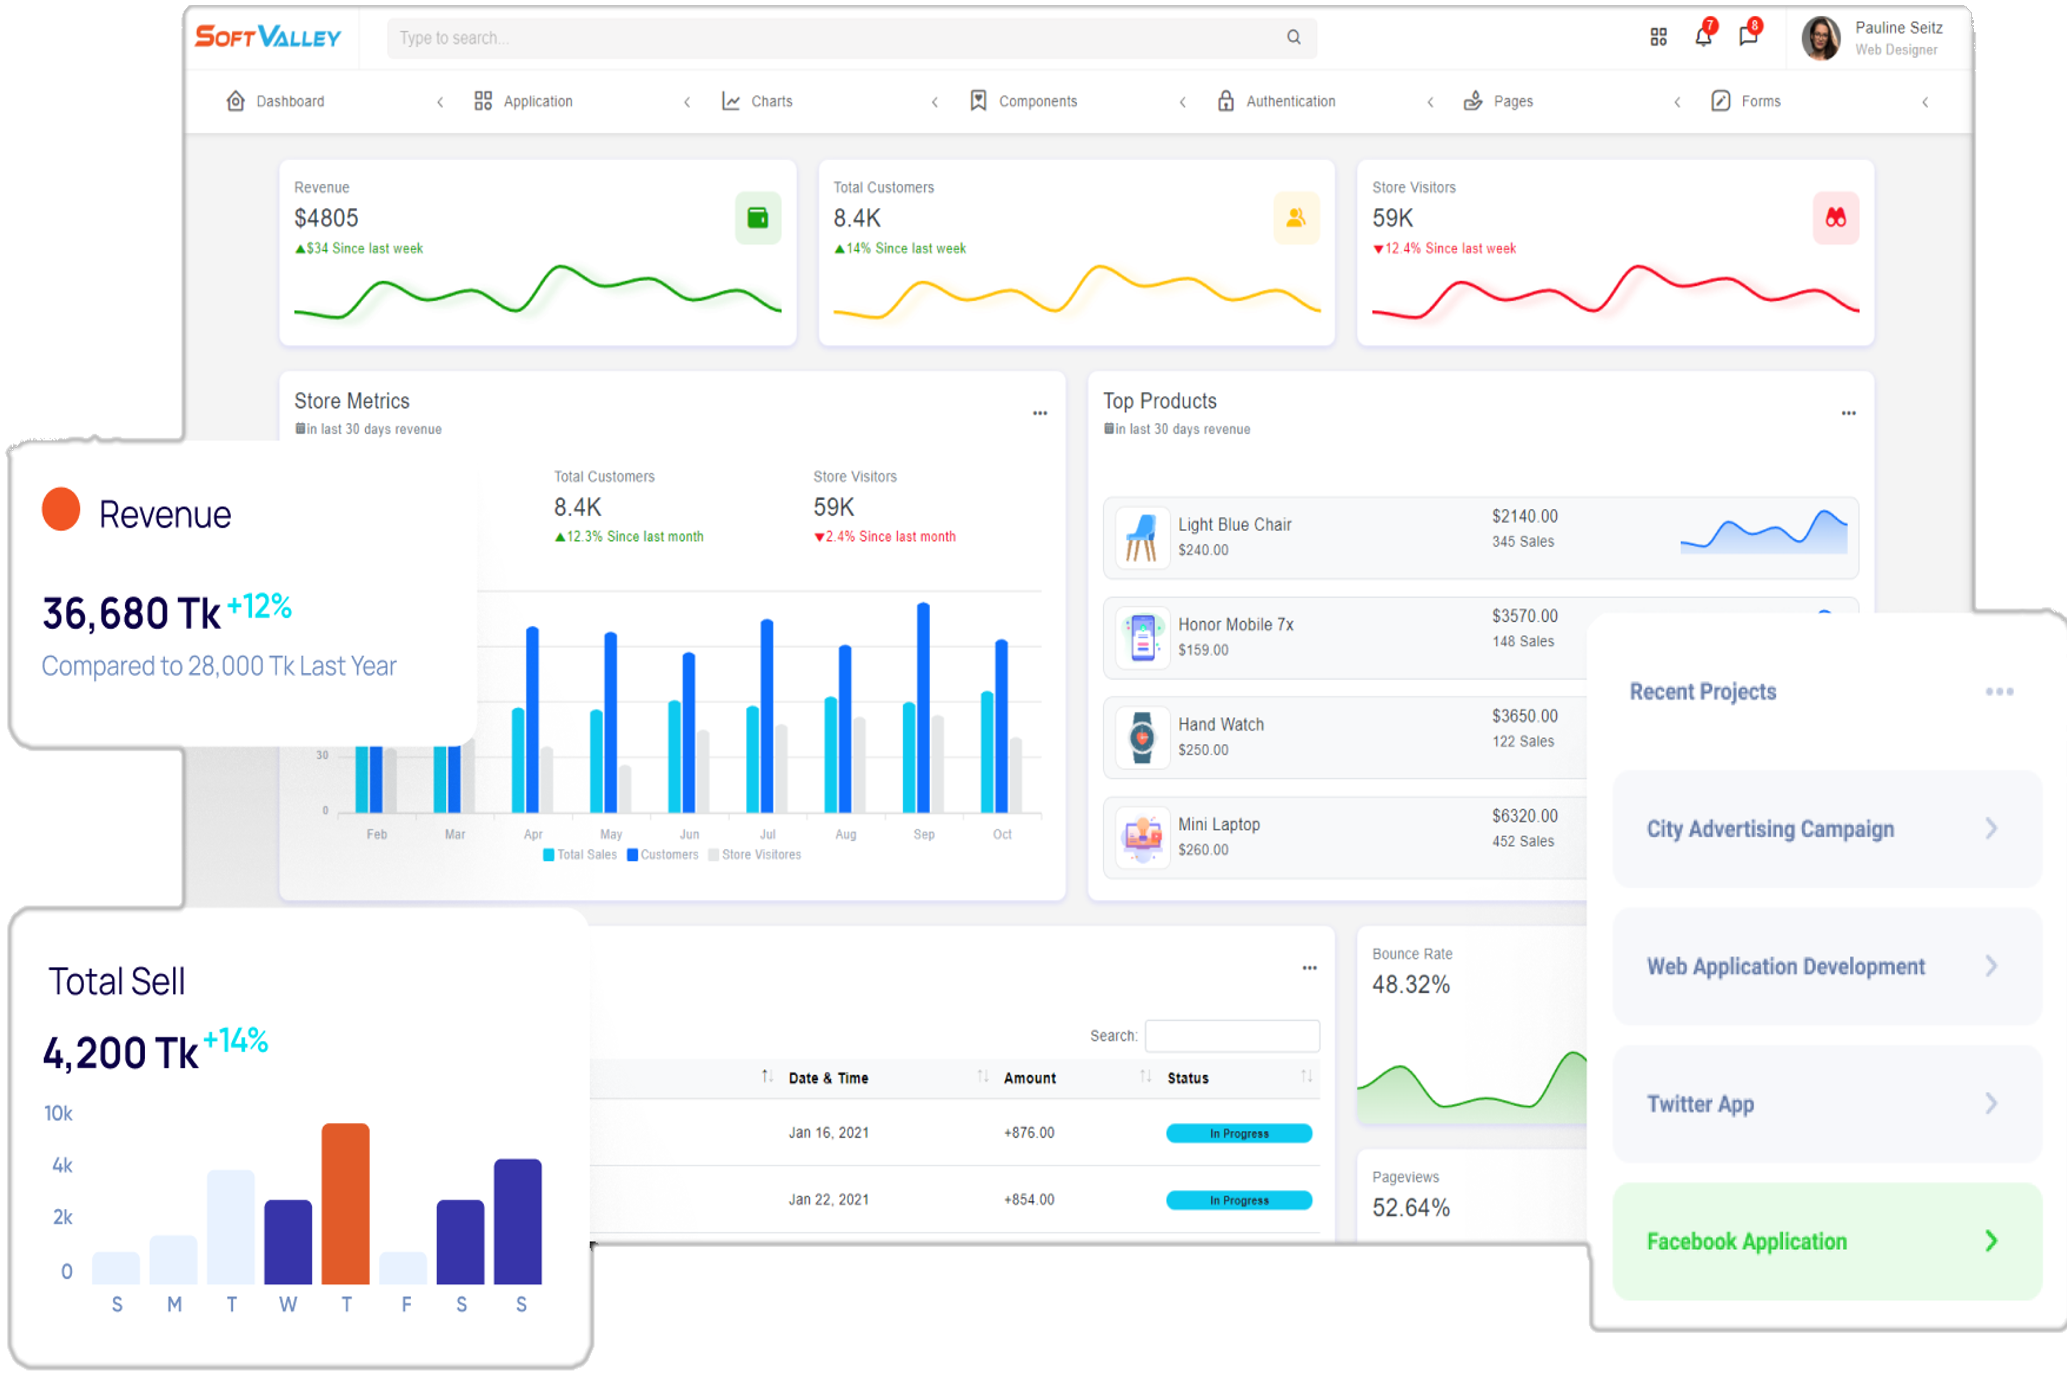 SOFTVALLEY
Type to search...
7
8
Pauline Seitz
Web Designer
Dashboard
Application
Charts
Components
Authentication
Pages
Forms
Revenue
$4805
▲$34 Since last week
Total Customers
8.4K
▲14% Since last week
Store Visitors
59K
▼12.4% Since last week
Store Metrics
in last 30 days revenue
Total Customers
8.4K
▲12.3% Since last month
Store Visitors
59K
▼2.4% Since last month
30
0
Feb Mar Apr May Jun Jul Aug Sep Oct
Total Sales Customers Store Visitores
Top Products
in last 30 days revenue
Light Blue Chair
$240.00
$2140.00
345 Sales
Honor Mobile 7x
$159.00
$3570.00
148 Sales
Hand Watch
$250.00
$3650.00
122 Sales
Mini Laptop
$260.00
$6320.00
452 Sales
Revenue
36,680 Tk +12%
Compared to 28,000 Tk Last Year
Total Sell
4,200 Tk +14%
10k
4k
2k
0
S M T W T F S S
Search:
Date & Time Amount Status
Jan 16, 2021 +876.00 In Progress
Jan 22, 2021 +854.00 In Progress
Bounce Rate
48.32%
Pageviews
52.64%
Recent Projects
City Advertising Campaign
Web Application Development
Twitter App
Facebook Application